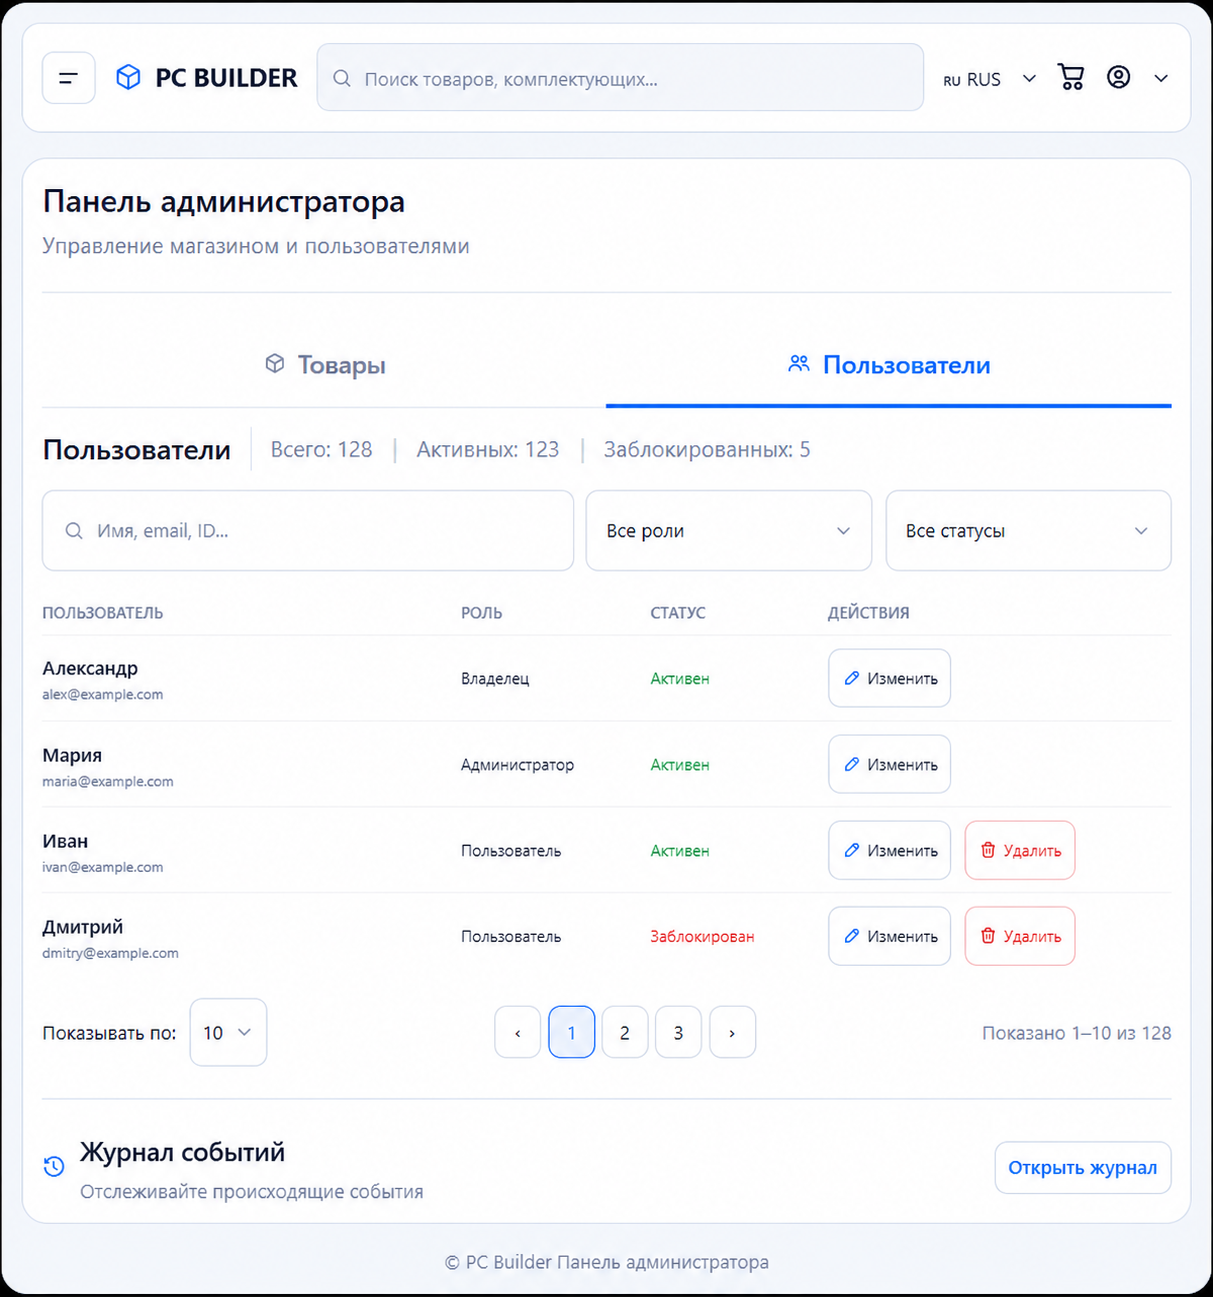 PC BUILDER
Поиск товаров, комплектующих...
RU RUS
Панель администратора
Управление магазином и пользователями
Товары
Пользователи
Пользователи
Всего: 128 | Активных: 123 | Заблокированных: 5
Имя, email, ID...
Все роли
Все статусы
ПОЛЬЗОВАТЕЛЬ РОЛЬ СТАТУС ДЕЙСТВИЯ
Александр
alex@example.com
Владелец
Активен
Изменить
Мария
maria@example.com
Администратор
Активен
Изменить
Иван
ivan@example.com
Пользователь
Активен
Изменить
Удалить
Дмитрий
dmitry@example.com
Пользователь
Заблокирован
Изменить
Удалить
Показывать по: 10
‹ 1 2 3 ›
Показано 1–10 из 128
Журнал событий
Отслеживайте происходящие события
Открыть журнал
© PC Builder Панель администратора